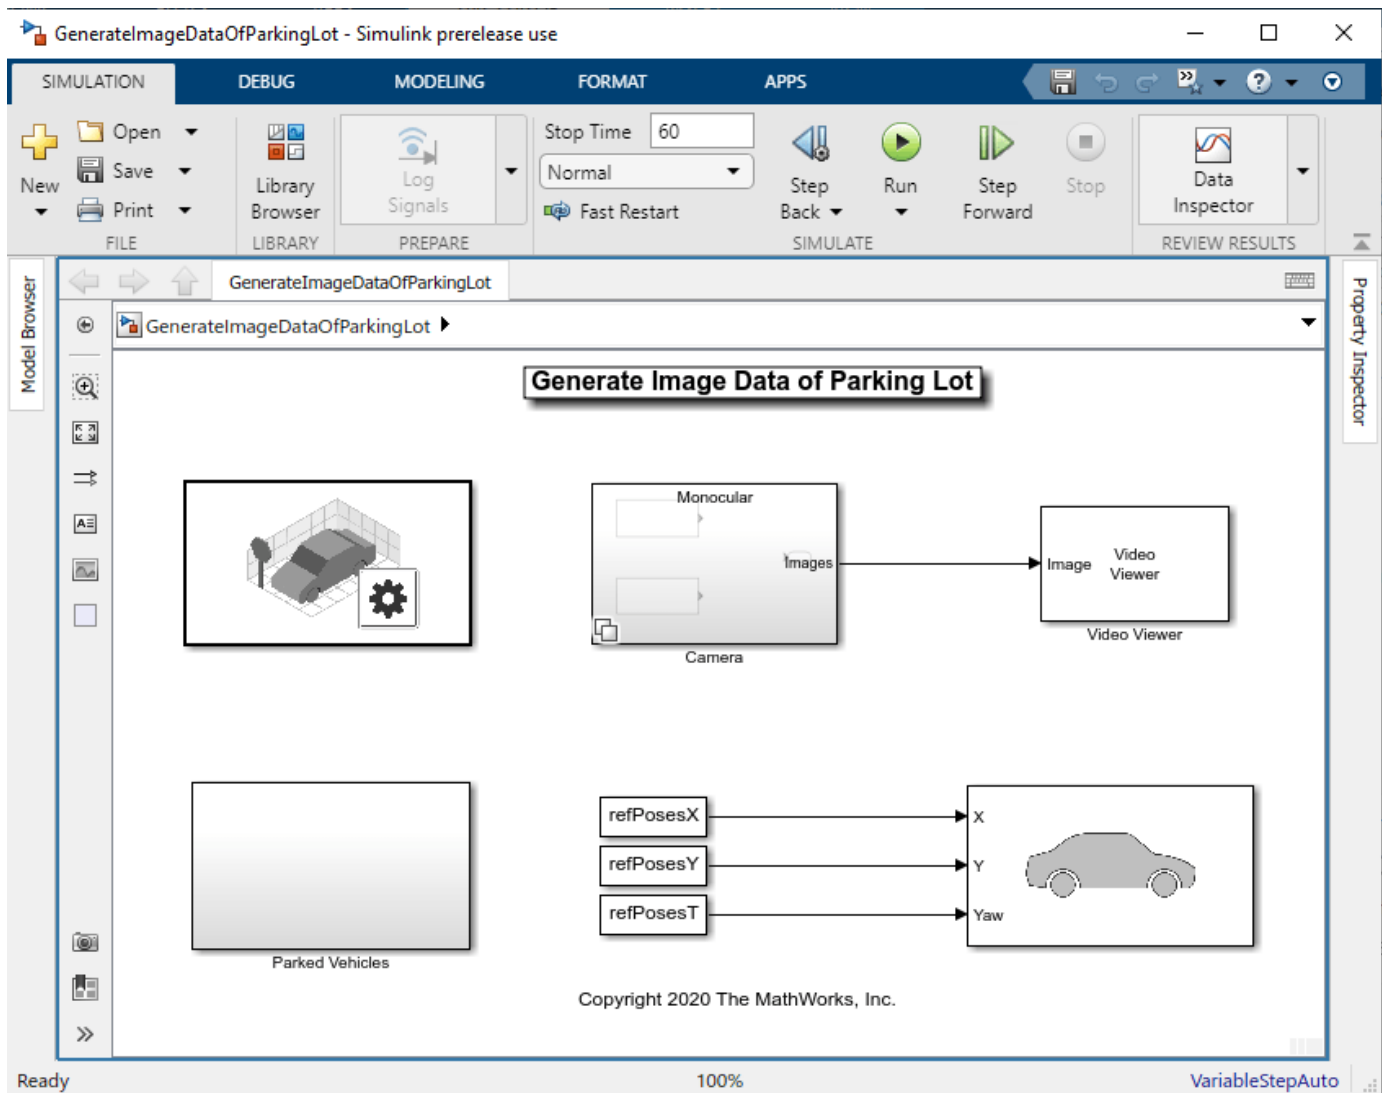 GenerateImageDataOfParkingLot - Simulink prerelease use
SIMULATION DEBUG MODELING FORMAT APPS
New
Open
Save
Print
FILE
Library
Browser
LIBRARY
Log
Signals
PREPARE
Stop Time 60
Normal
Fast Restart
Step
Back
Run
Step
Forward
Stop
SIMULATE
Data
Inspector
REVIEW RESULTS
Model Browser
GenerateImageDataOfParkingLot
GenerateImageDataOfParkingLot
Property Inspector
Generate Image Data of Parking Lot
Monocular
Images
Camera
Image
Video
Viewer
Video Viewer
Parked Vehicles
refPosesX
refPosesY
refPosesT
X
Y
Yaw
Copyright 2020 The MathWorks, Inc.
Ready 100% VariableStepAuto